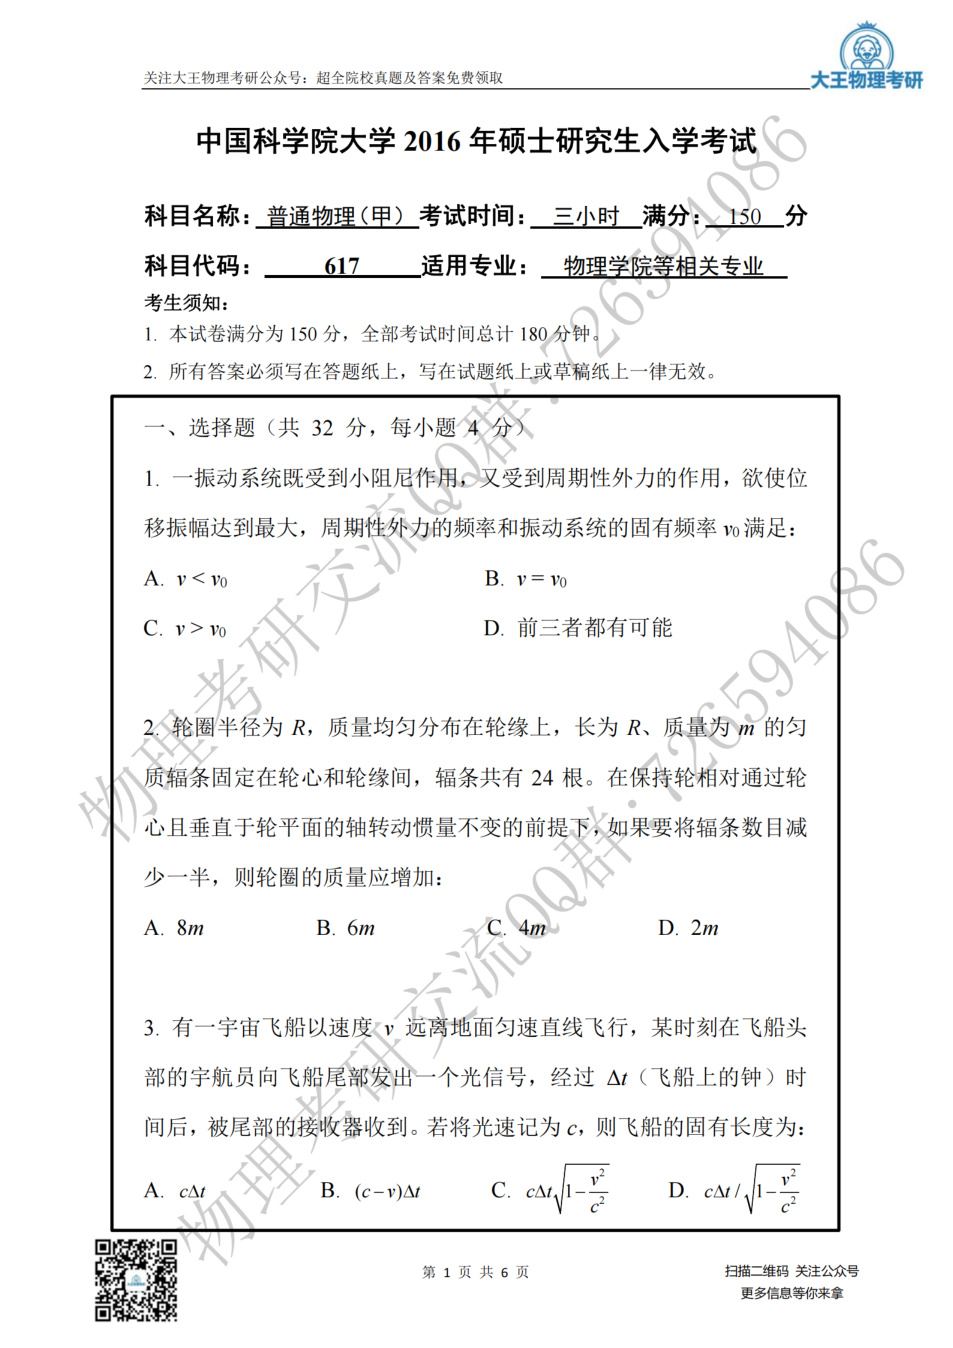 关注大王物理考研公众号：超全院校真题及答案免费领取
大王物理考研
中国科学院大学 2016 年硕士研究生入学考试
科目名称：普通物理（甲）考试时间：三小时 满分：150 分
科目代码：617 适用专业：物理学院等相关专业
考生须知：
1. 本试卷满分为 150 分，全部考试时间总计 180 分钟。
2. 所有答案必须写在答题纸上，写在试题纸上或草稿纸上一律无效。
一、选择题（共 32 分，每小题 4 分）
1. 一振动系统既受到小阻尼作用，又受到周期性外力的作用，欲使位
移振幅达到最大，周期性外力的频率和振动系统的固有频率 ν₀ 满足：
A. ν < ν₀ B. ν = ν₀
C. ν > ν₀ D. 前三者都有可能
2. 轮圈半径为 R，质量均匀分布在轮缘上，长为 R、质量为 m 的匀
质辐条固定在轮心和轮缘间，辐条共有 24 根。在保持轮相对通过轮
心且垂直于轮平面的轴转动惯量不变的前提下，如果要将辐条数目减
少一半，则轮圈的质量应增加：
A. 8m B. 6m C. 4m D. 2m
3. 有一宇宙飞船以速度 v 远离地面匀速直线飞行，某时刻在飞船头
部的宇航员向飞船尾部发出一个光信号，经过 Δt（飞船上的钟）时
间后，被尾部的接收器收到。若将光速记为 c，则飞船的固有长度为：
A. cΔt B. (c−v)Δt C. cΔt√(1−v²/c²) D. cΔt/√(1−v²/c²)
物理考研交流QQ群：726594086
物理考研交流QQ群：726594086
大王物理考研
第 1 页 共 6 页
扫描二维码 关注公众号
更多信息等你来拿